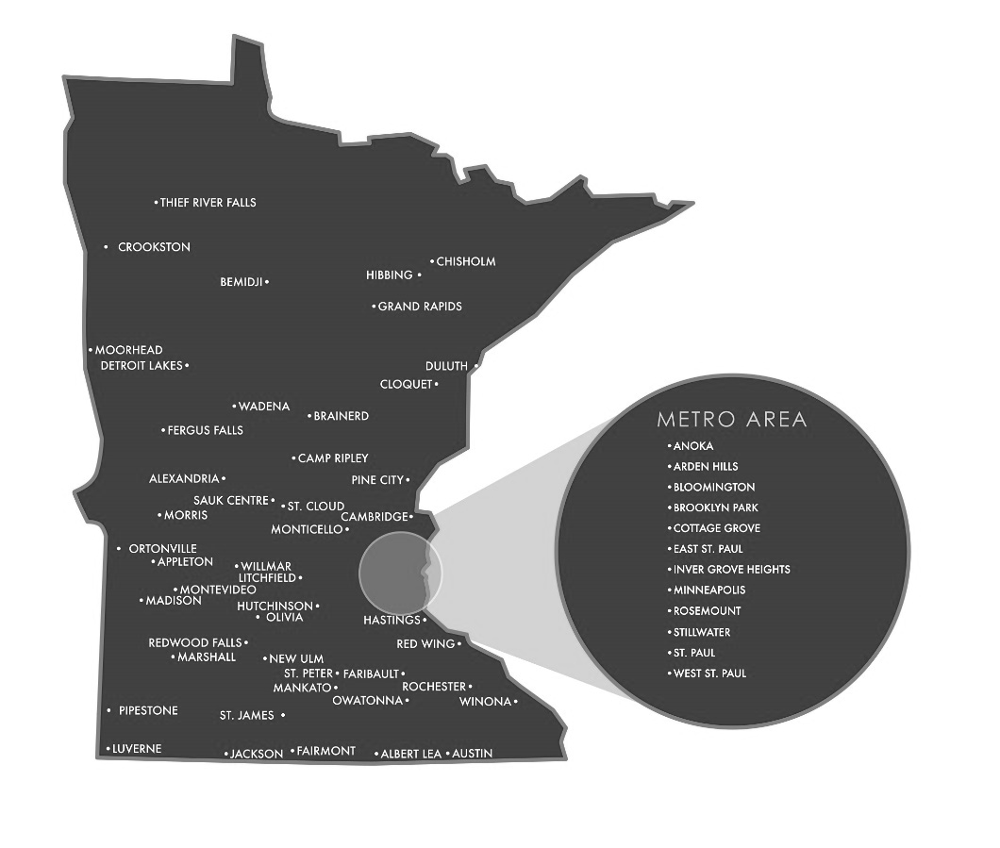 THIEF RIVER FALLS
CROOKSTON
CHISHOLM
HIBBING
BEMIDJI
GRAND RAPIDS
MOORHEAD
DETROIT LAKES
DULUTH
CLOQUET
WADENA
BRAINERD
FERGUS FALLS
CAMP RIPLEY
ALEXANDRIA
PINE CITY
SAUK CENTRE
ST. CLOUD
MORRIS
CAMBRIDGE
MONTICELLO
ORTONVILLE
APPLETON
WILLMAR
LITCHFIELD
MONTEVIDEO
MADISON
HUTCHINSON
OLIVIA
HASTINGS
REDWOOD FALLS
RED WING
MARSHALL
NEW ULM
ST. PETER
FARIBAULT
MANKATO
ROCHESTER
OWATONNA
WINONA
PIPESTONE
ST. JAMES
LUVERNE
JACKSON
FAIRMONT
ALBERT LEA
AUSTIN
METRO AREA
•ANOKA
•ARDEN HILLS
•BLOOMINGTON
•BROOKLYN PARK
•COTTAGE GROVE
•EAST ST. PAUL
•INVER GROVE HEIGHTS
•MINNEAPOLIS
•ROSEMOUNT
•STILLWATER
•ST. PAUL
•WEST ST. PAUL